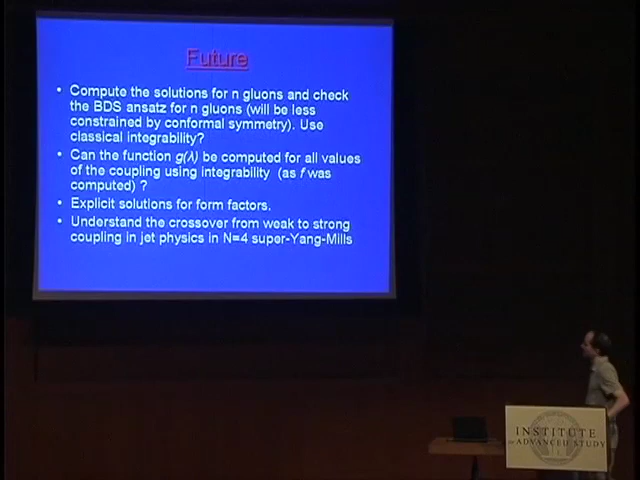 Future
• Compute the solutions for n gluons and check
the BDS ansatz for n gluons (will be less
constrained by conformal symmetry). Use
classical integrability?
• Can the function g(λ) be computed for all values
of the coupling using integrability (as f was
computed) ?
• Explicit solutions for form factors.
• Understand the crossover from weak to strong
coupling in jet physics in N=4 super-Yang-Mills
INSTITUTE
for ADVANCED STUDY